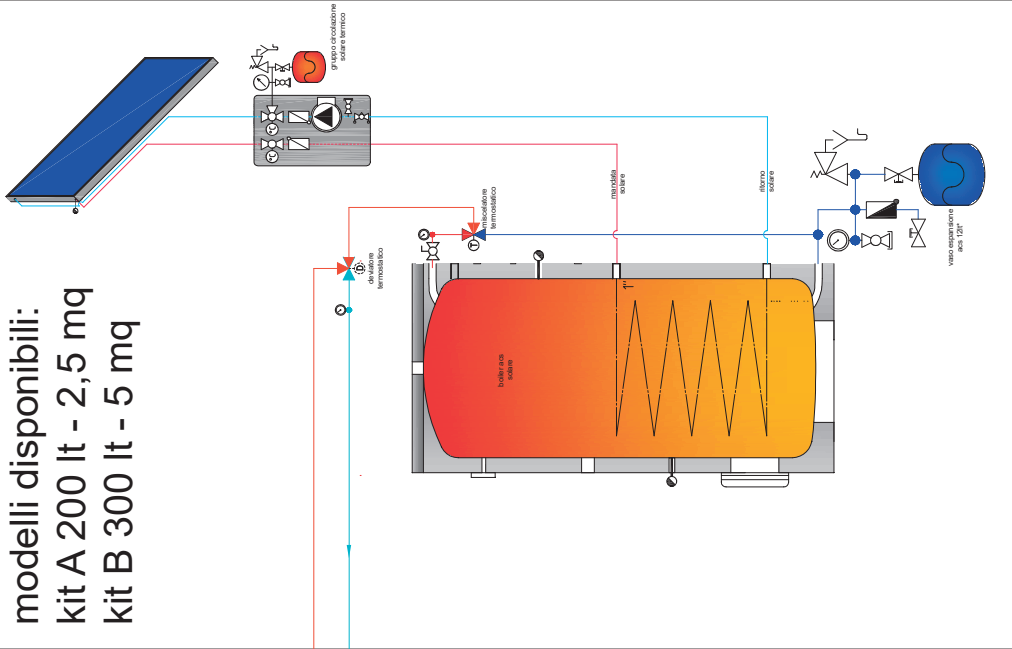 modelli disponibili:
kit A 200 lt - 2,5 mq
kit B 300 lt - 5 mq
gruppo circolazione
solare termico
°C
°C
mandata
solare
ritorno
solare
miscelatore
termostatico
T
deviatore
termostatico
D
boiler acs
solare
1"
vaso espansione
acs 12lt*